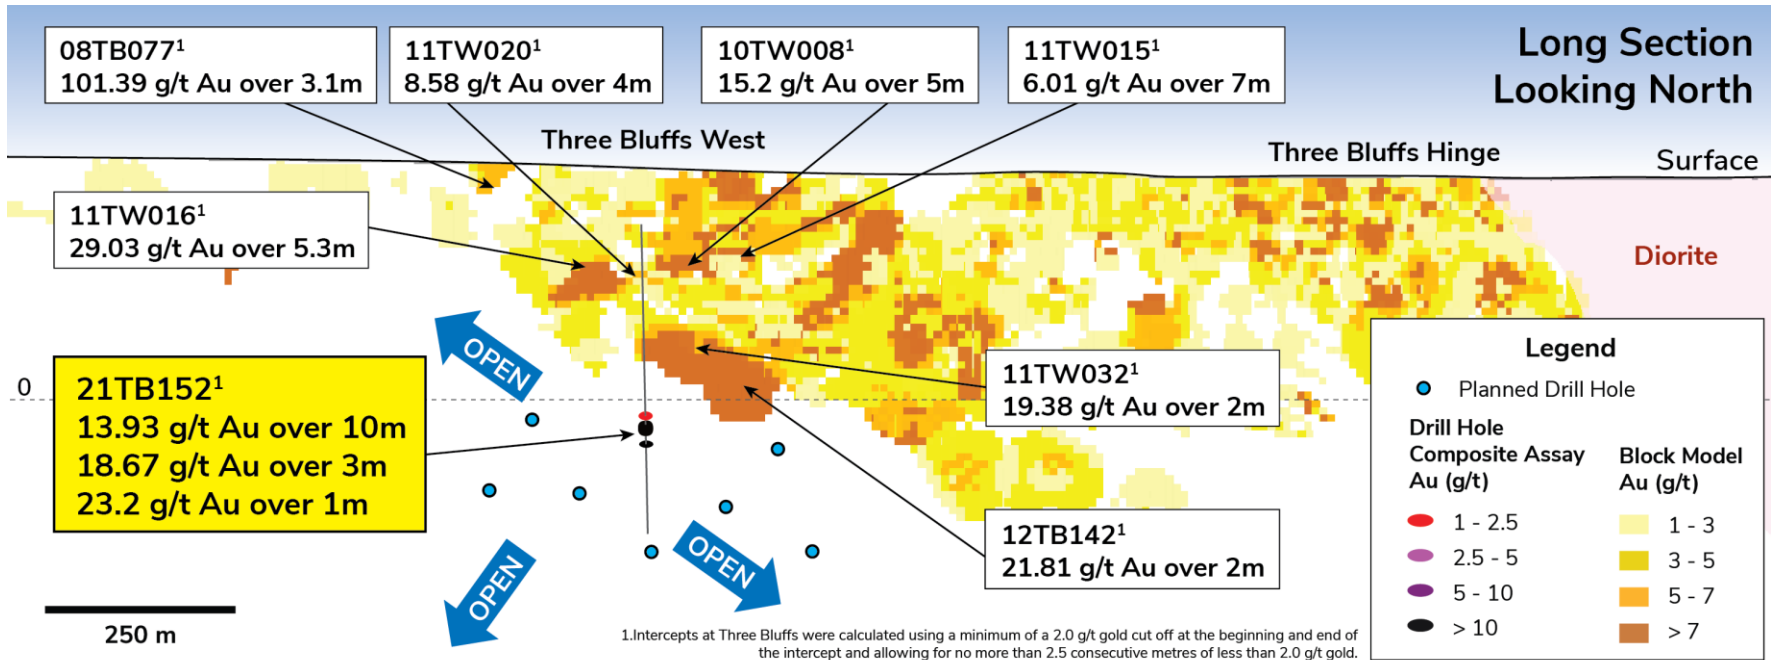 Long Section
Looking North
08TB077¹
101.39 g/t Au over 3.1m
11TW020¹
8.58 g/t Au over 4m
10TW008¹
15.2 g/t Au over 5m
11TW015¹
6.01 g/t Au over 7m
Three Bluffs West
Three Bluffs Hinge
Surface
11TW016¹
29.03 g/t Au over 5.3m
Diorite
OPEN
0
21TB152¹
13.93 g/t Au over 10m
18.67 g/t Au over 3m
23.2 g/t Au over 1m
11TW032¹
19.38 g/t Au over 2m
12TB142¹
21.81 g/t Au over 2m
OPEN
OPEN
250 m
Legend
Planned Drill Hole
Drill Hole
Composite Assay
Au (g/t)
1 - 2.5
2.5 - 5
5 - 10
> 10
Block Model
Au (g/t)
1 - 3
3 - 5
5 - 7
> 7
1.Intercepts at Three Bluffs were calculated using a minimum of a 2.0 g/t gold cut off at the beginning and end of
the intercept and allowing for no more than 2.5 consecutive metres of less than 2.0 g/t gold.